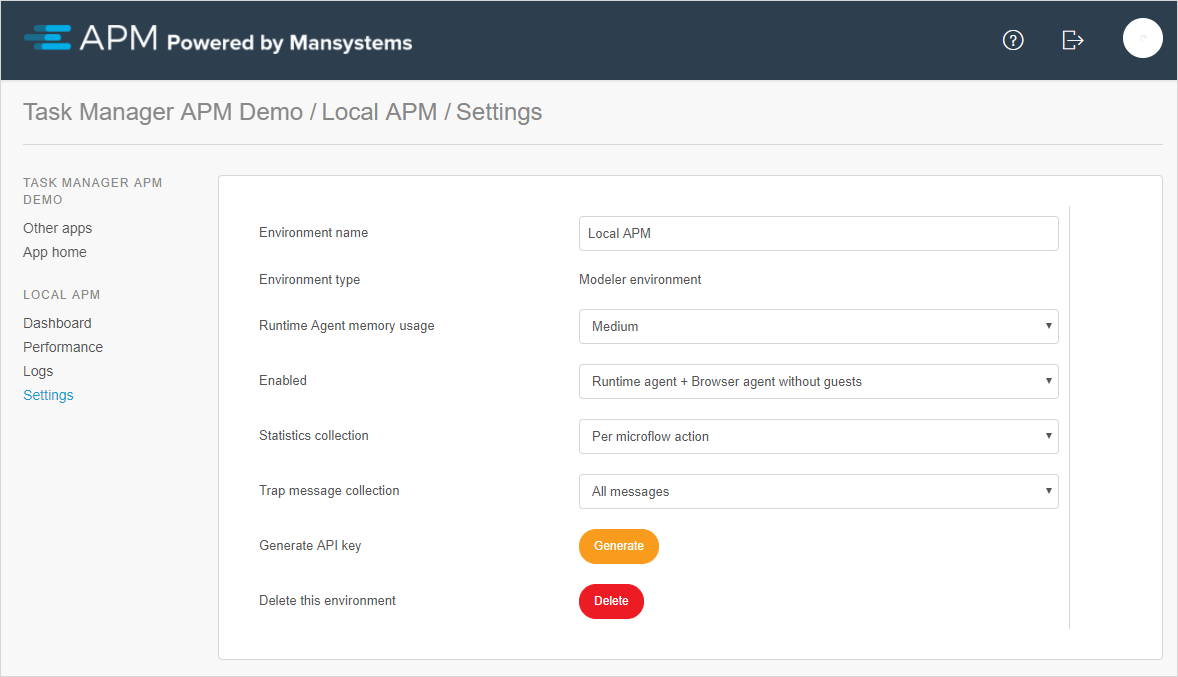 APM Powered by Mansystems
Task Manager APM Demo / Local APM / Settings
TASK MANAGER APM
DEMO
Other apps
App home
LOCAL APM
Dashboard
Performance
Logs
Settings
Environment name
Local APM
Environment type
Modeler environment
Runtime Agent memory usage
Medium
Enabled
Runtime agent + Browser agent without guests
Statistics collection
Per microflow action
Trap message collection
All messages
Generate API key
Generate
Delete this environment
Delete